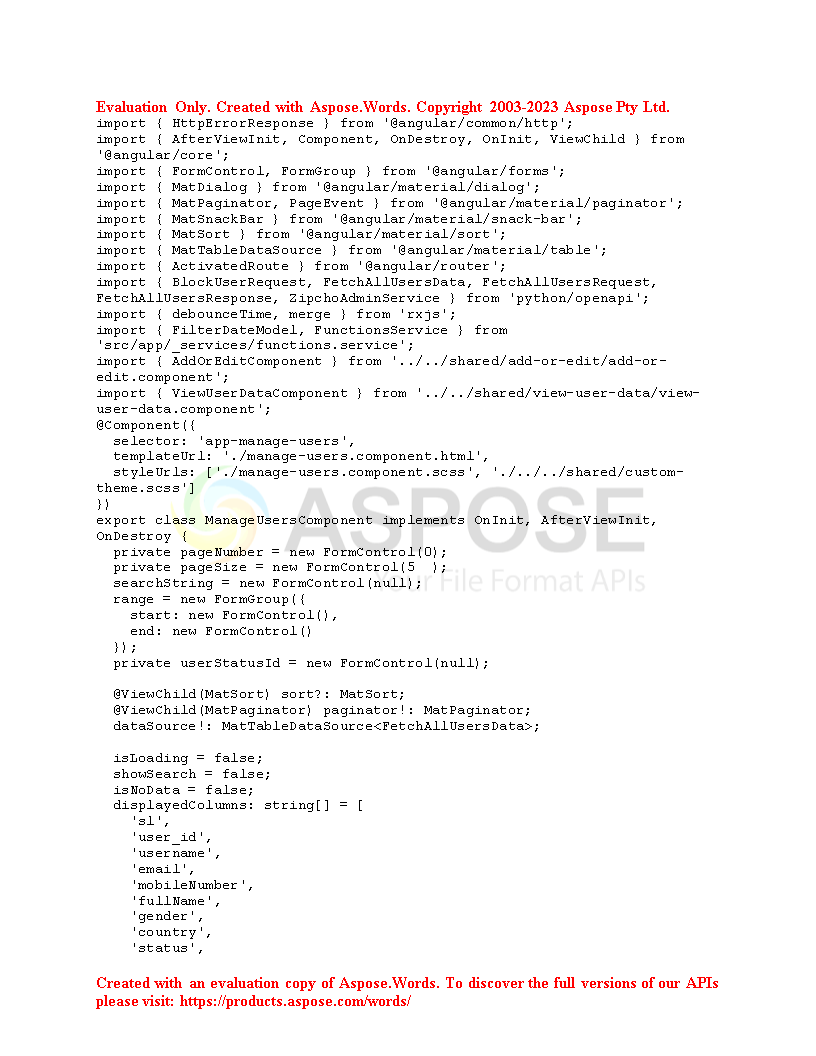 Evaluation Only. Created with Aspose.Words. Copyright 2003-2023 Aspose Pty Ltd.
import { HttpErrorResponse } from '@angular/common/http';
import { AfterViewInit, Component, OnDestroy, OnInit, ViewChild } from
'@angular/core';
import { FormControl, FormGroup } from '@angular/forms';
import { MatDialog } from '@angular/material/dialog';
import { MatPaginator, PageEvent } from '@angular/material/paginator';
import { MatSnackBar } from '@angular/material/snack-bar';
import { MatSort } from '@angular/material/sort';
import { MatTableDataSource } from '@angular/material/table';
import { ActivatedRoute } from '@angular/router';
import { BlockUserRequest, FetchAllUsersData, FetchAllUsersRequest,
FetchAllUsersResponse, ZipchoAdminService } from 'python/openapi';
import { debounceTime, merge } from 'rxjs';
import { FilterDateModel, FunctionsService } from
'src/app/_services/functions.service';
import { AddOrEditComponent } from '../../shared/add-or-edit/add-or-
edit.component';
import { ViewUserDataComponent } from '../../shared/view-user-data/view-
user-data.component';
@Component({
  selector: 'app-manage-users',
  templateUrl: './manage-users.component.html',
  styleUrls: ['./manage-users.component.scss', './../../shared/custom-
theme.scss']
})
export class ManageUsersComponent implements OnInit, AfterViewInit,
OnDestroy {
  private pageNumber = new FormControl(0);
  private pageSize = new FormControl(5  );
  searchString = new FormControl(null);
  range = new FormGroup({
    start: new FormControl(),
    end: new FormControl()
  });
  private userStatusId = new FormControl(null);
  @ViewChild(MatSort) sort?: MatSort;
  @ViewChild(MatPaginator) paginator!: MatPaginator;
  dataSource!: MatTableDataSource<FetchAllUsersData>;
  isLoading = false;
  showSearch = false;
  isNoData = false;
  displayedColumns: string[] = [
    'sl',
    'user_id',
    'username',
    'email',
    'mobileNumber',
    'fullName',
    'gender',
    'country',
    'status',
ASPOSE
Your File Format APIs
Created with an evaluation copy of Aspose.Words. To discover the full versions of our APIs
please visit: https://products.aspose.com/words/